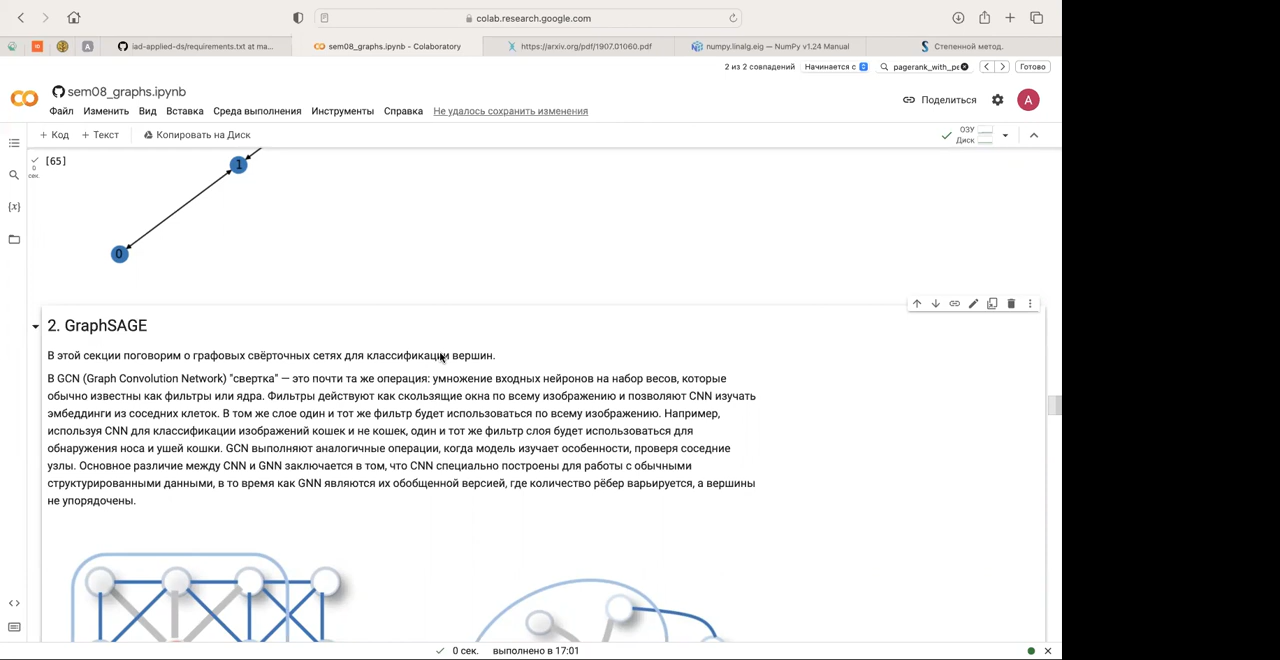 colab.research.google.com
iad-applied-ds/requirements.txt at ma...
sem08_graphs.ipynb - Colaboratory
https://arxiv.org/pdf/1907.01060.pdf
numpy.linalg.eig — NumPy v1.24 Manual
Степенной метод.
2 из 2 совпадений
Начинается с
pagerank_with_pe
Готово
sem08_graphs.ipynb
Поделиться
A
Файл Изменить Вид Вставка Среда выполнения Инструменты Справка Не удалось сохранить изменения
+ Код + Текст Копировать на Диск
ОЗУ
Диск
[65]
0
сек.
1
0
2. GraphSAGE
В этой секции поговорим о графовых свёрточных сетях для классификации вершин.
В GCN (Graph Convolution Network) "свертка" — это почти та же операция: умножение входных нейронов на набор весов, которые
обычно известны как фильтры или ядра. Фильтры действуют как скользящие окна по всему изображению и позволяют CNN изучать
эмбеддинги из соседних клеток. В том же слое один и тот же фильтр будет использоваться по всему изображению. Например,
используя CNN для классификации изображений кошек и не кошек, один и тот же фильтр слоя будет использоваться для
обнаружения носа и ушей кошки. GCN выполняют аналогичные операции, когда модель изучает особенности, проверя соседние
узлы. Основное различие между CNN и GNN заключается в том, что CNN специально построены для работы с обычными
структурированными данными, в то время как GNN являются их обобщенной версией, где количество рёбер варьируется, а вершины
не упорядочены.
0 сек. выполнено в 17:01